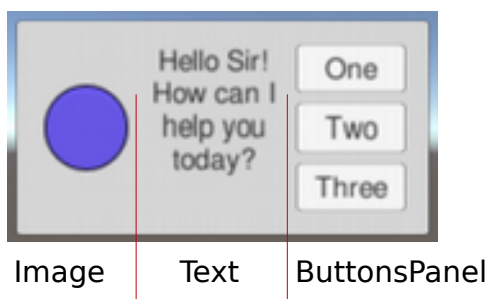 Hello Sir!
How can I
help you
today?
One
Two
Three
Image
Text
ButtonsPanel